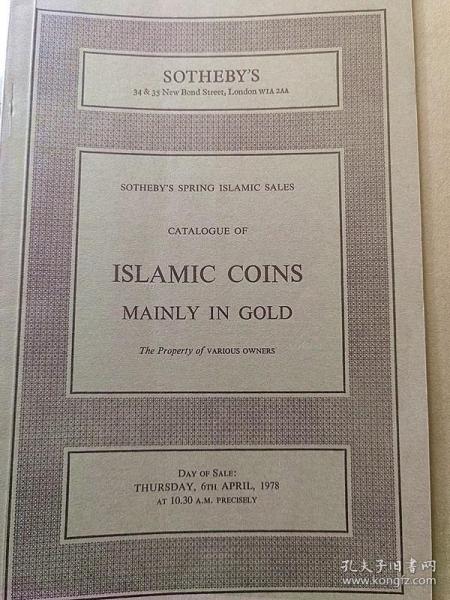 SOTHEBY'S
34 & 35 New Bond Street, London W1A 2AA
SOTHEBY'S SPRING ISLAMIC SALES
CATALOGUE OF
ISLAMIC COINS
MAINLY IN GOLD
The Property of VARIOUS OWNERS
DAY OF SALE:
THURSDAY, 6TH APRIL, 1978
AT 10.30 A.M. PRECISELY
孔夫子旧书网
www.kongfz.com